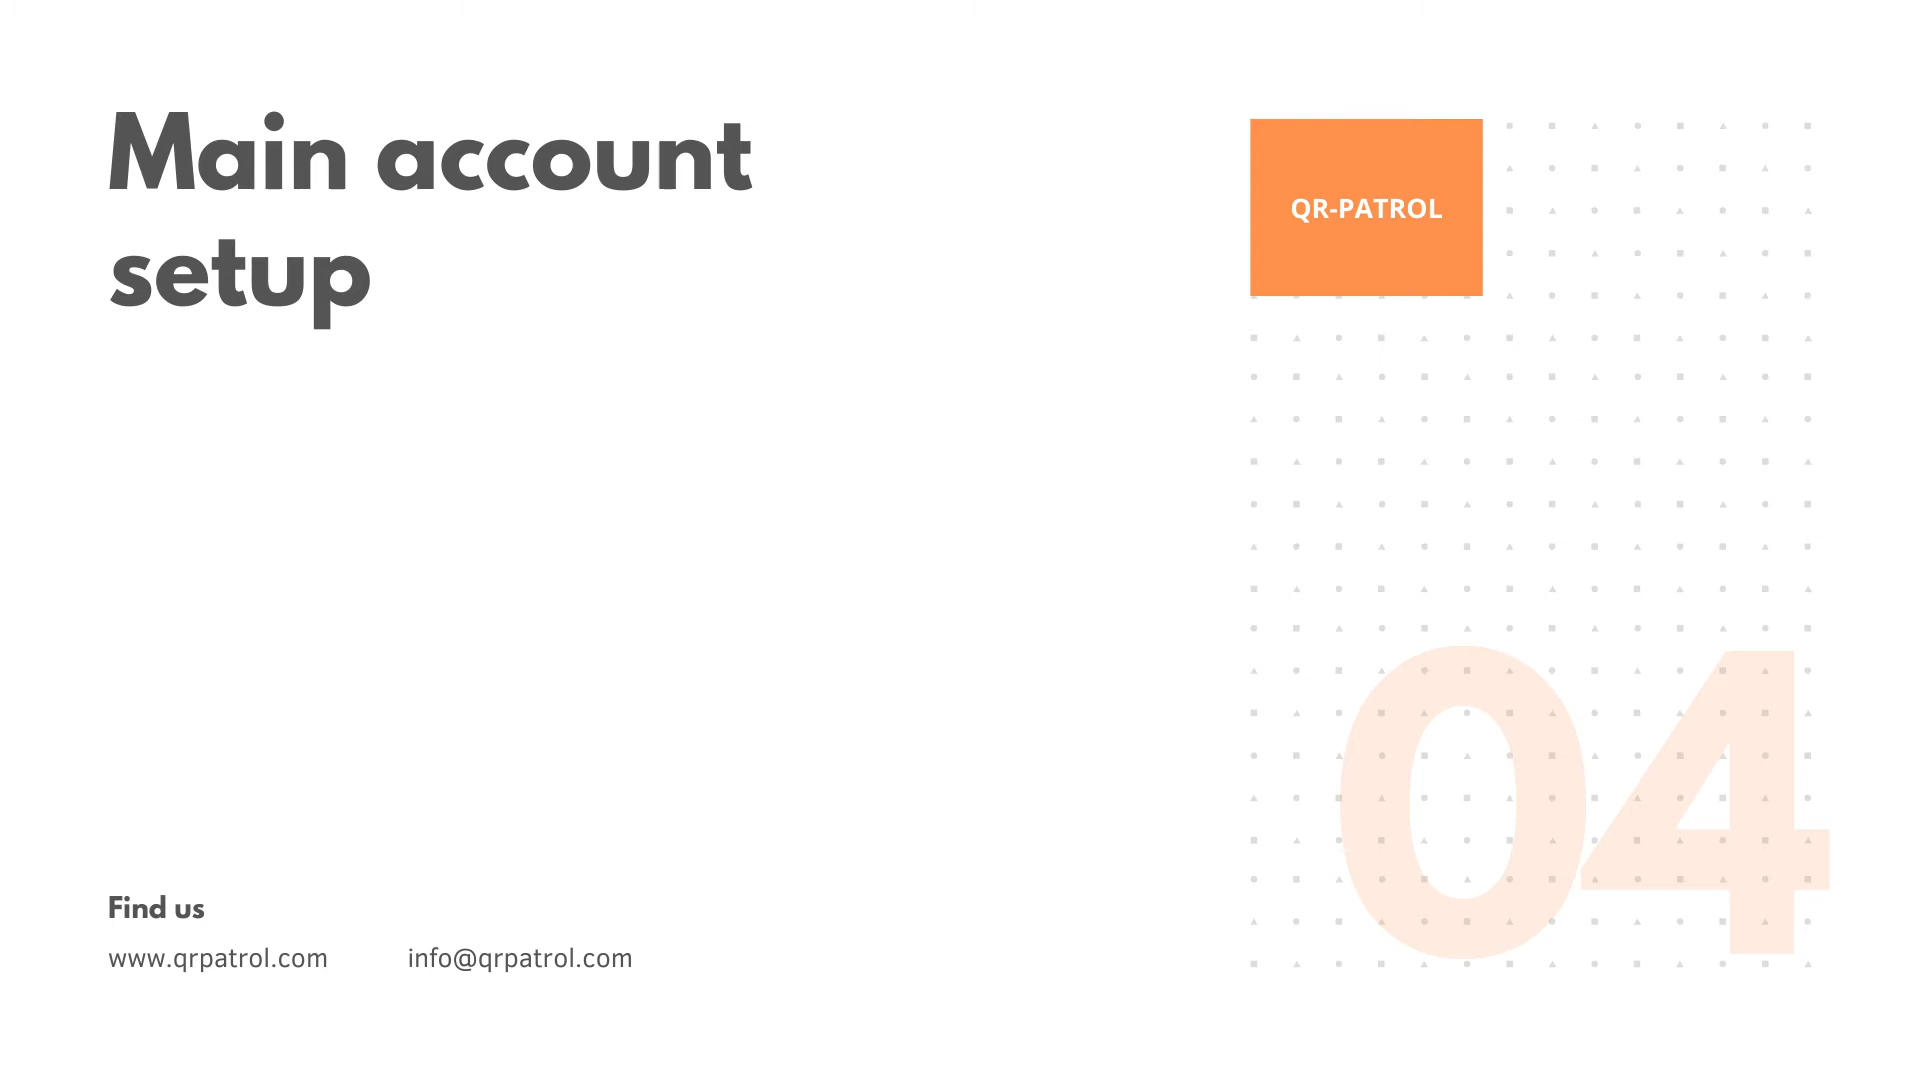 Main account
setup
QR-PATROL
04
Find us
www.qrpatrol.com
info@qrpatrol.com